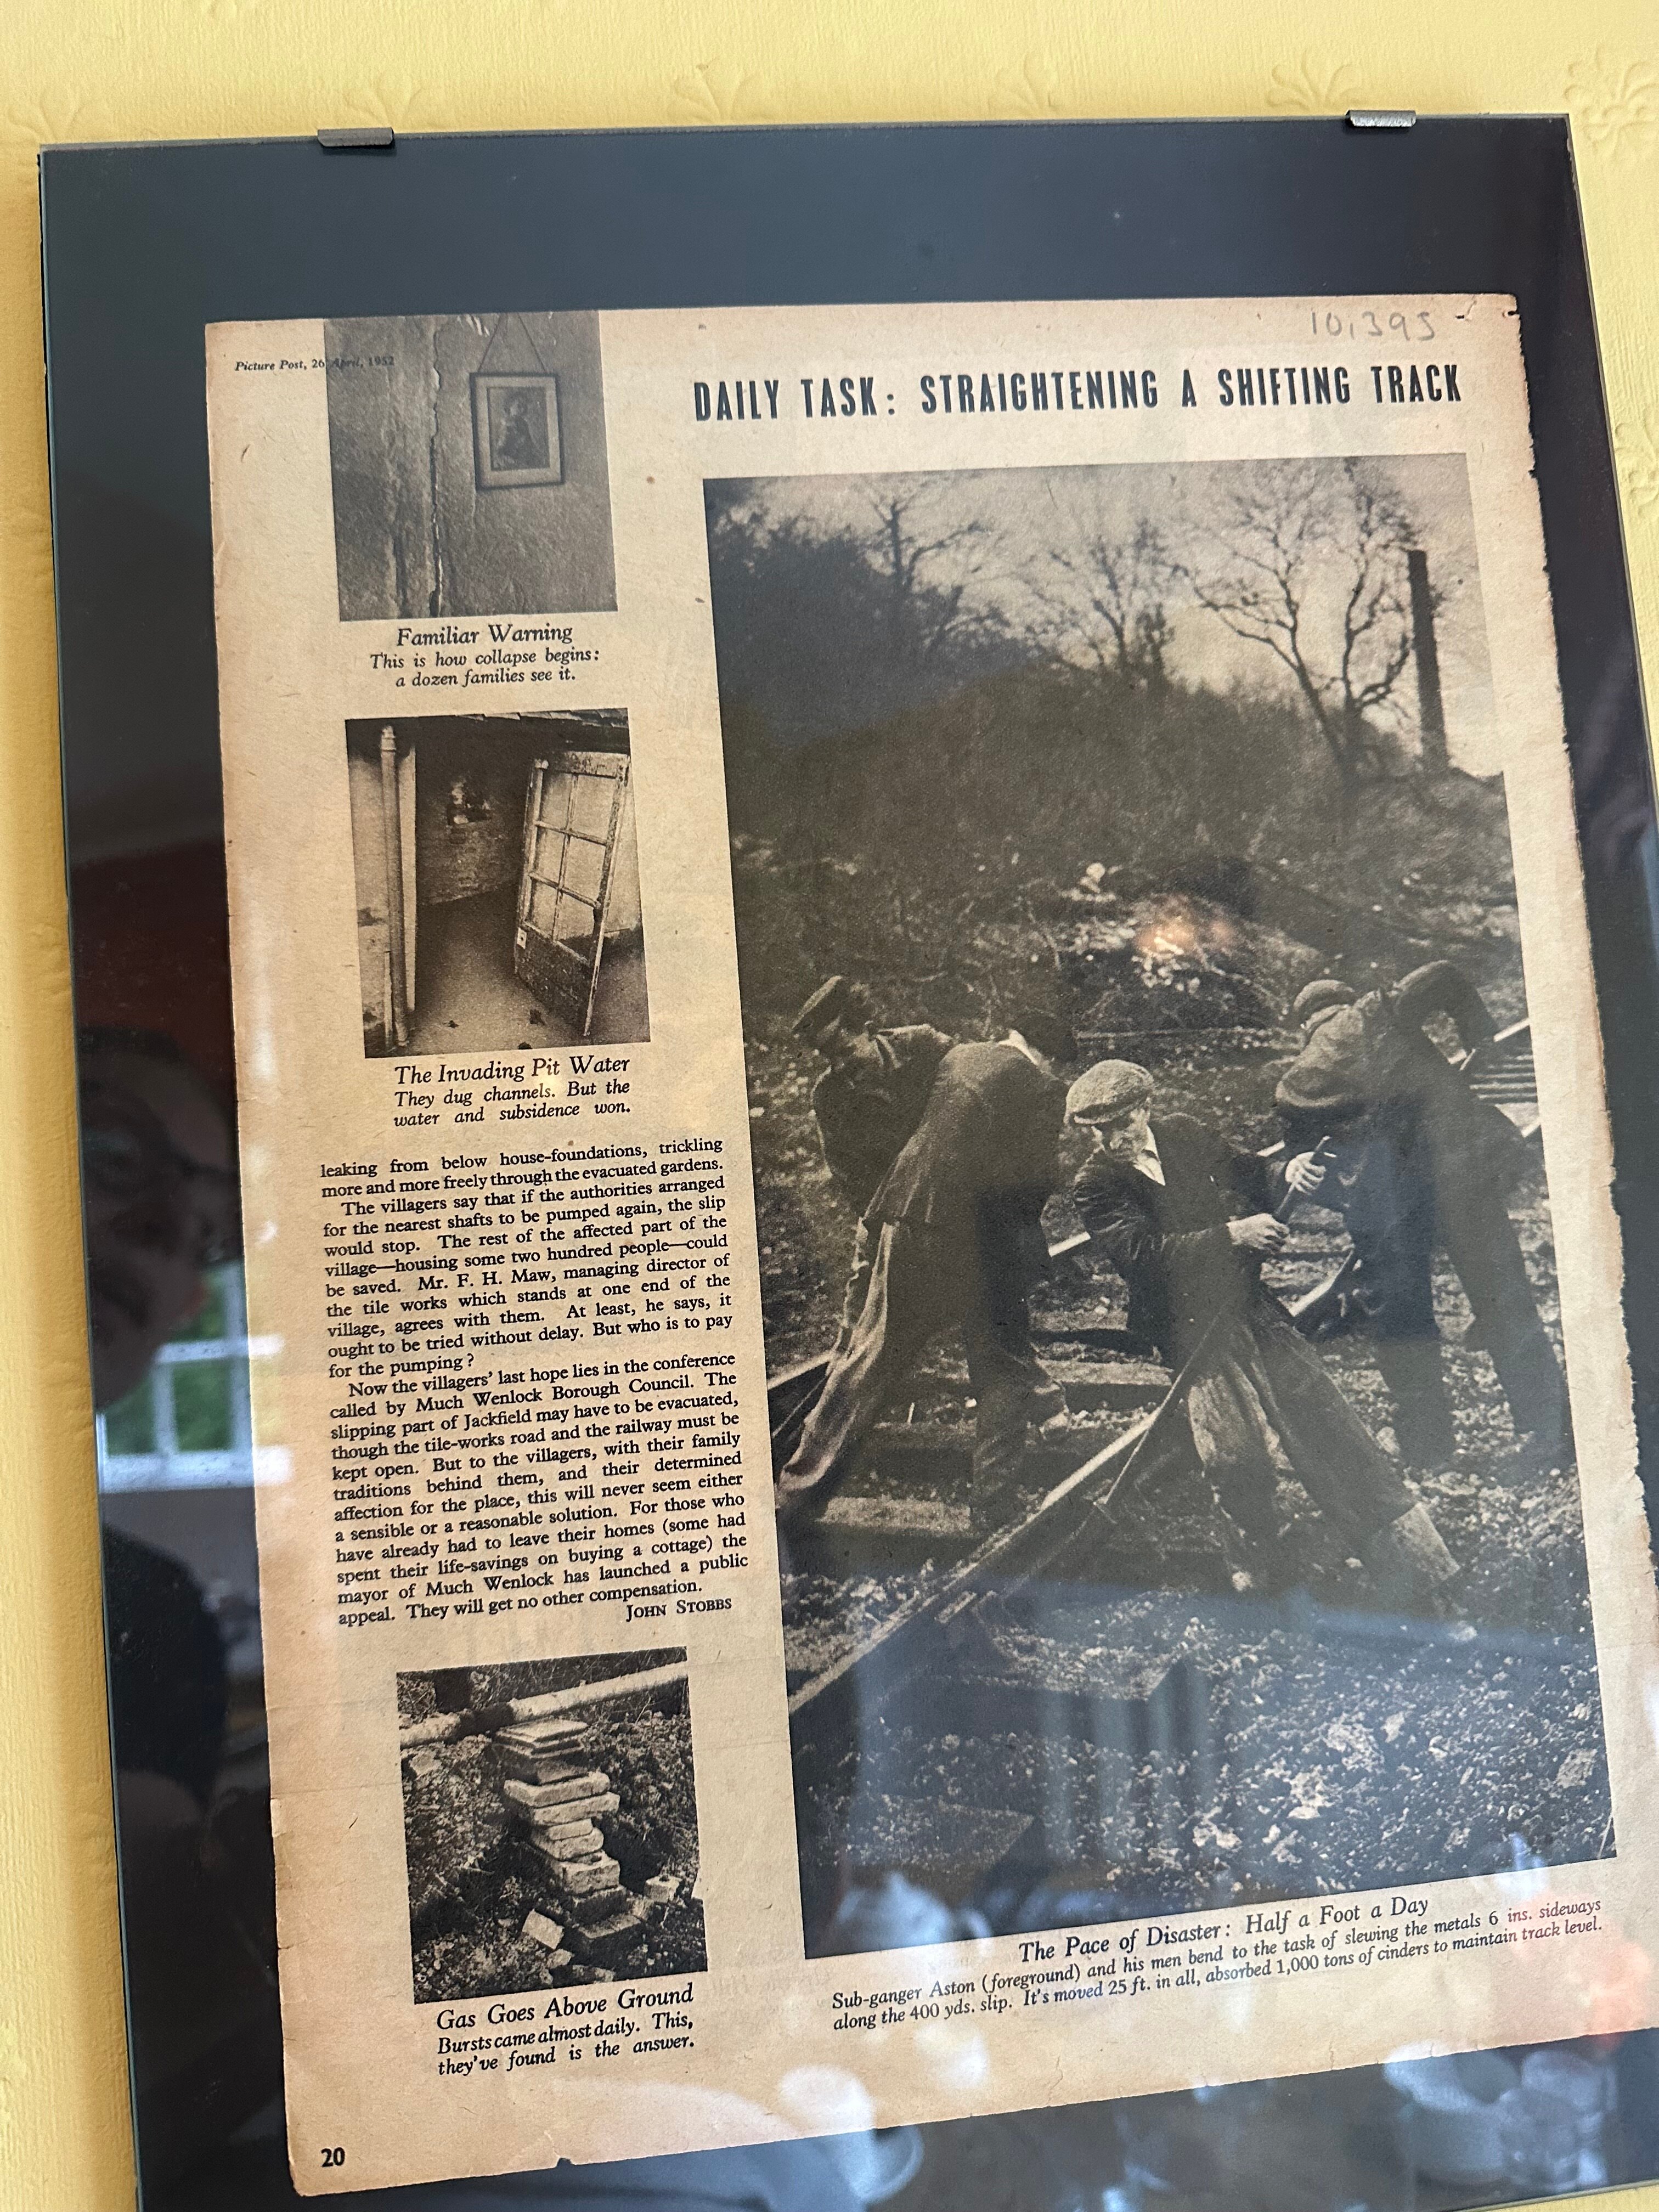 10,395
Picture Post, 26 April, 1952
DAILY TASK: STRAIGHTENING A SHIFTING TRACK
Familiar Warning
This is how collapse begins:
a dozen families see it.
The Invading Pit Water
They dug channels. But the
water and subsidence won.
leaking from below house-foundations, trickling
more and more freely through the evacuated gardens.
The villagers say that if the authorities arranged
for the nearest shafts to be pumped again, the slip
would stop. The rest of the affected part of the
village—housing some two hundred people—could
be saved. Mr. F. H. Maw, managing director of
the tile works which stands at one end of the
village, agrees with them. At least, he says, it
ought to be tried without delay. But who is to pay
for the pumping?
Now the villagers' last hope lies in the conference
called by Much Wenlock Borough Council. The
slipping part of Jackfield may have to be evacuated,
though the tile-works road and the railway must be
kept open. But to the villagers, with their family
traditions behind them, and their determined
affection for the place, this will never seem either
a sensible or a reasonable solution. For those who
have already had to leave their homes (some had
spent their life-savings on buying a cottage) the
mayor of Much Wenlock has launched a public
appeal. They will get no other compensation.
JOHN STOBBS
Gas Goes Above Ground
Bursts came almost daily. This,
they've found is the answer.
The Pace of Disaster: Half a Foot a Day
Sub-ganger Aston (foreground) and his men bend to the task of slewing the metals 6 ins. sideways
along the 400 yds. slip. It's moved 25 ft. in all, absorbed 1,000 tons of cinders to maintain track level.
20